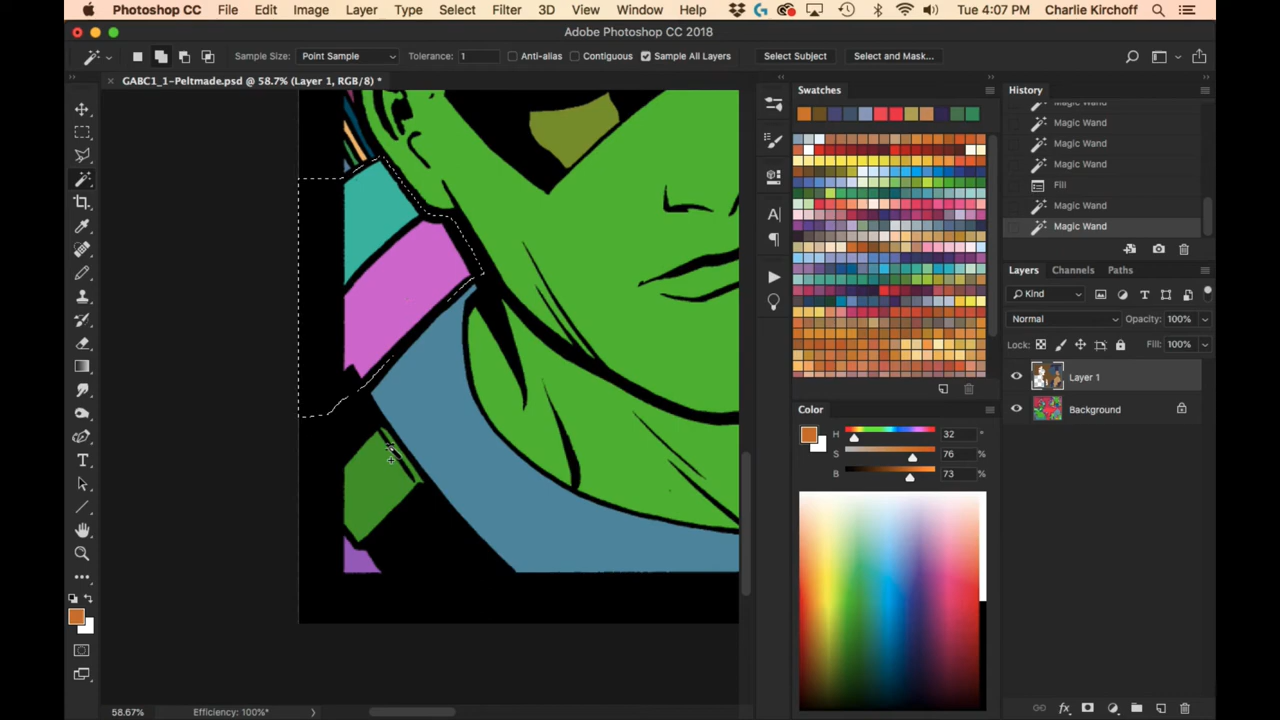 Photoshop CC File Edit Image Layer Type Select Filter 3D View Window Help Tue 4:07 PM Charlie Kirchoff
Adobe Photoshop CC 2018
Sample Size: Point Sample Tolerance: 1 Anti-alias Contiguous Sample All Layers Select Subject Select and Mask...
GABC1_1-Peltmade.psd @ 58.7% (Layer 1, RGB/8) *
Swatches
History
Magic Wand
Magic Wand
Magic Wand
Magic Wand
Fill
Magic Wand
Magic Wand
Layers Channels Paths
Kind
Normal Opacity: 100%
Lock: Fill: 100%
Layer 1
Background
Color
H 32 °
S 76 %
B 73 %
58.67% Efficiency: 100%*